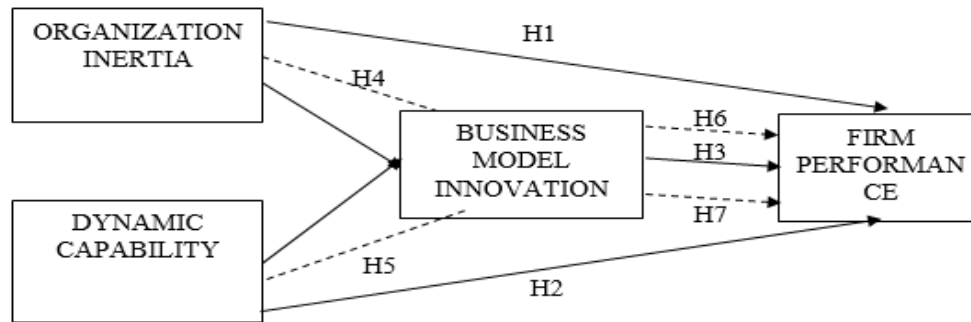 ORGANIZATION
INERTIA
H1
H4
BUSINESS
MODEL
INNOVATION
H6
H3
H7
FIRM
PERFORMAN
CE
DYNAMIC
CAPABILITY
H5
H2